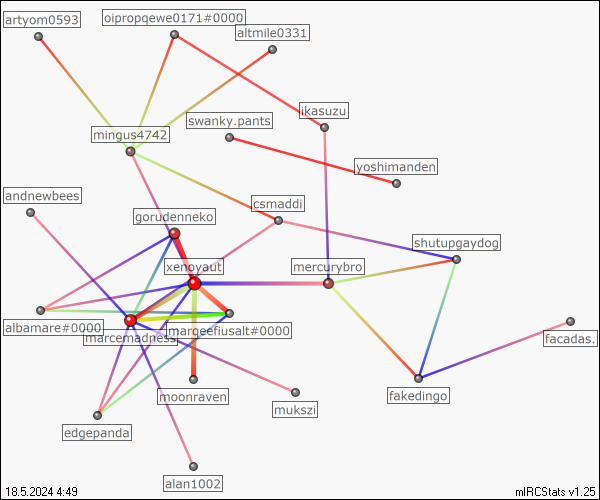 artyom0593
oipropqewe0171#0000
altmile0331
ikasuzu
swanky.pants
mingus4742
yoshimanden
andnewbees
csmaddi
gorudenneko
shutupgaydog
xenoyaut
mercurybro
albamare#0000
marcemadness
margeefiusalt#0000
facadas.
moonraven
mukszi
fakedingo
edgepanda
alan1002
18.5.2024 4:49
mIRCStats v1.25